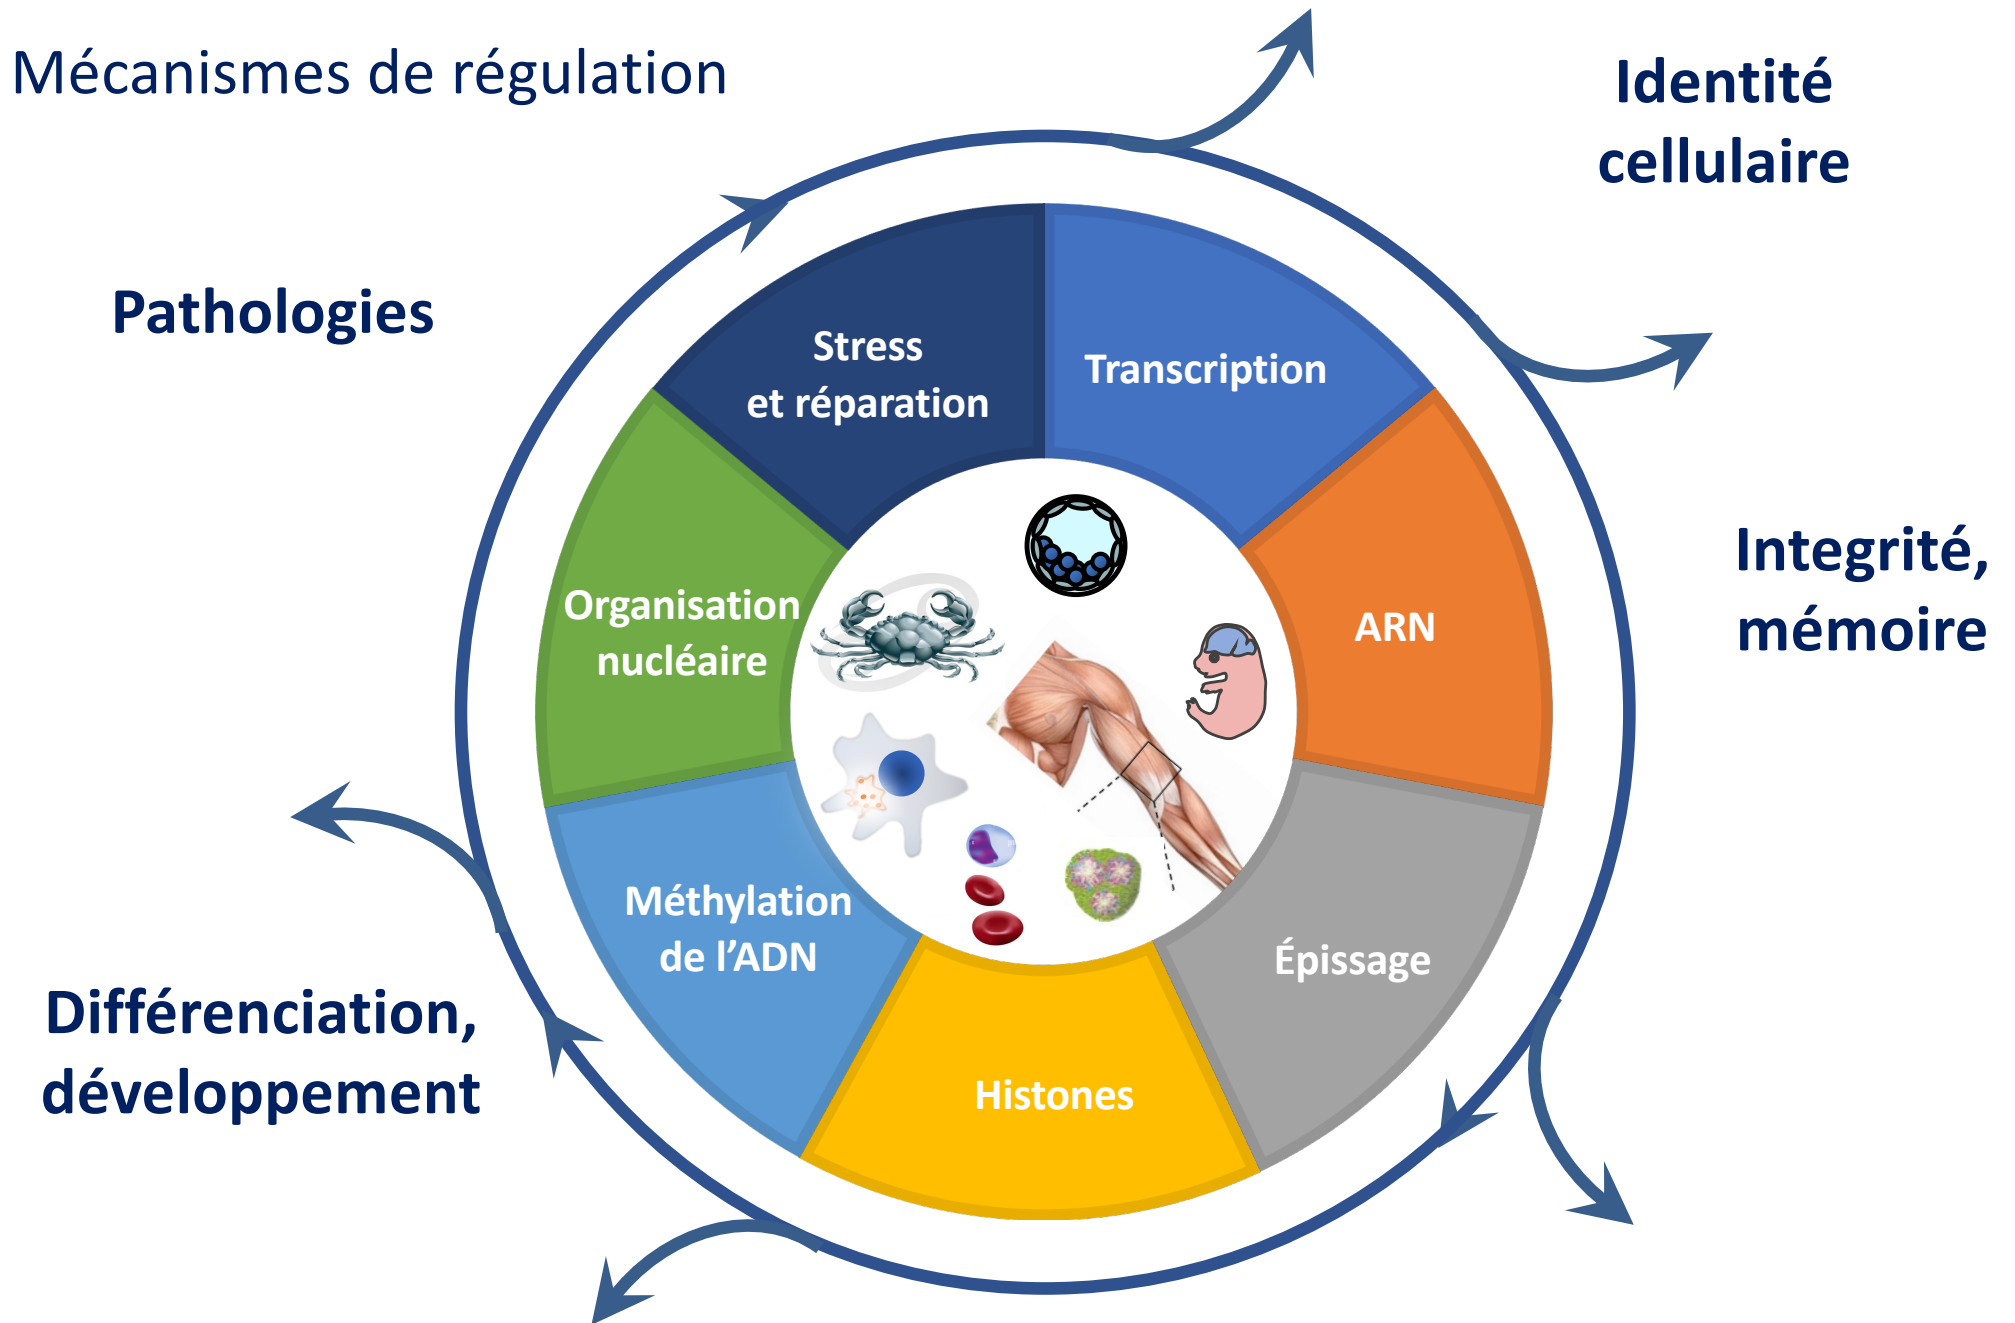 Mécanismes de régulation
Identité
cellulaire
Pathologies
Stress
et réparation
Transcription
Organisation
nucléaire
ARN
Integrité,
mémoire
Méthylation
de l’ADN
Épissage
Histones
Différenciation,
développement